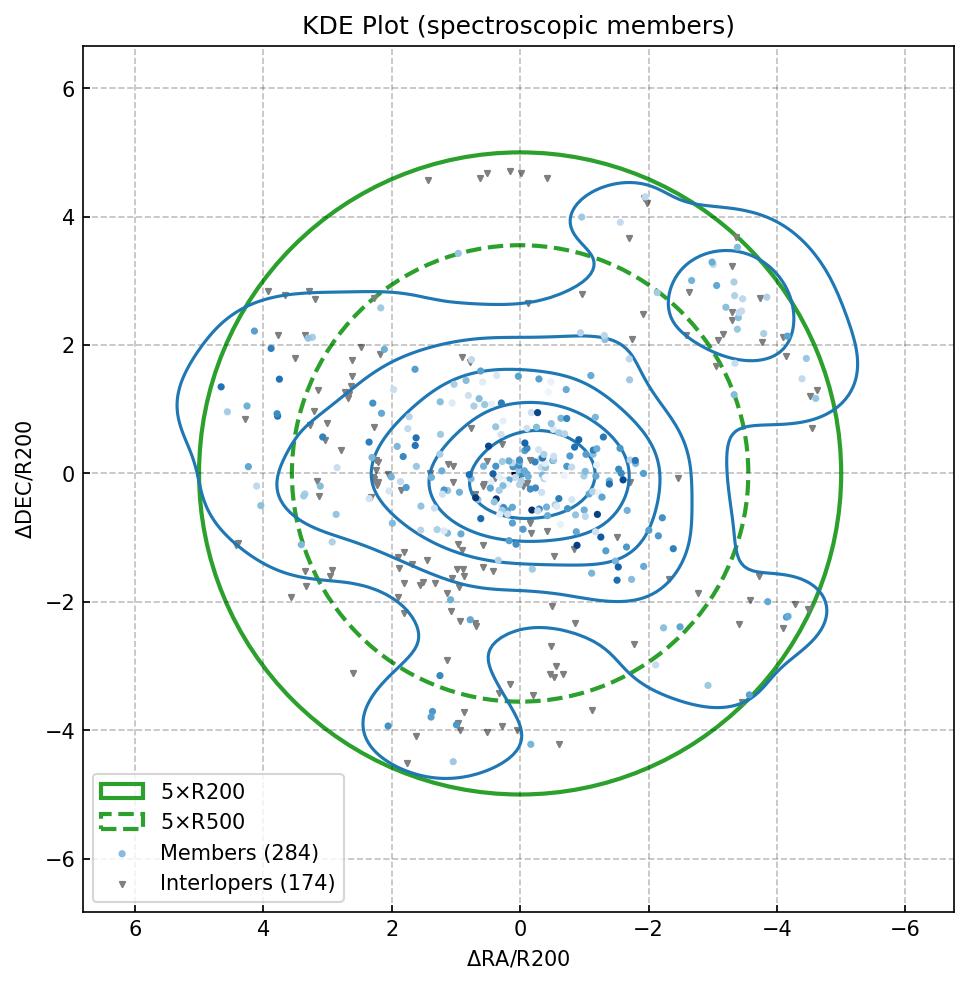 KDE Plot (spectroscopic members)
6
4
2
0
−2
−4
−6
ΔDEC/R200
5×R200
5×R500
Members (284)
Interlopers (174)
6
4
2
0
−2
−4
−6
ΔRA/R200